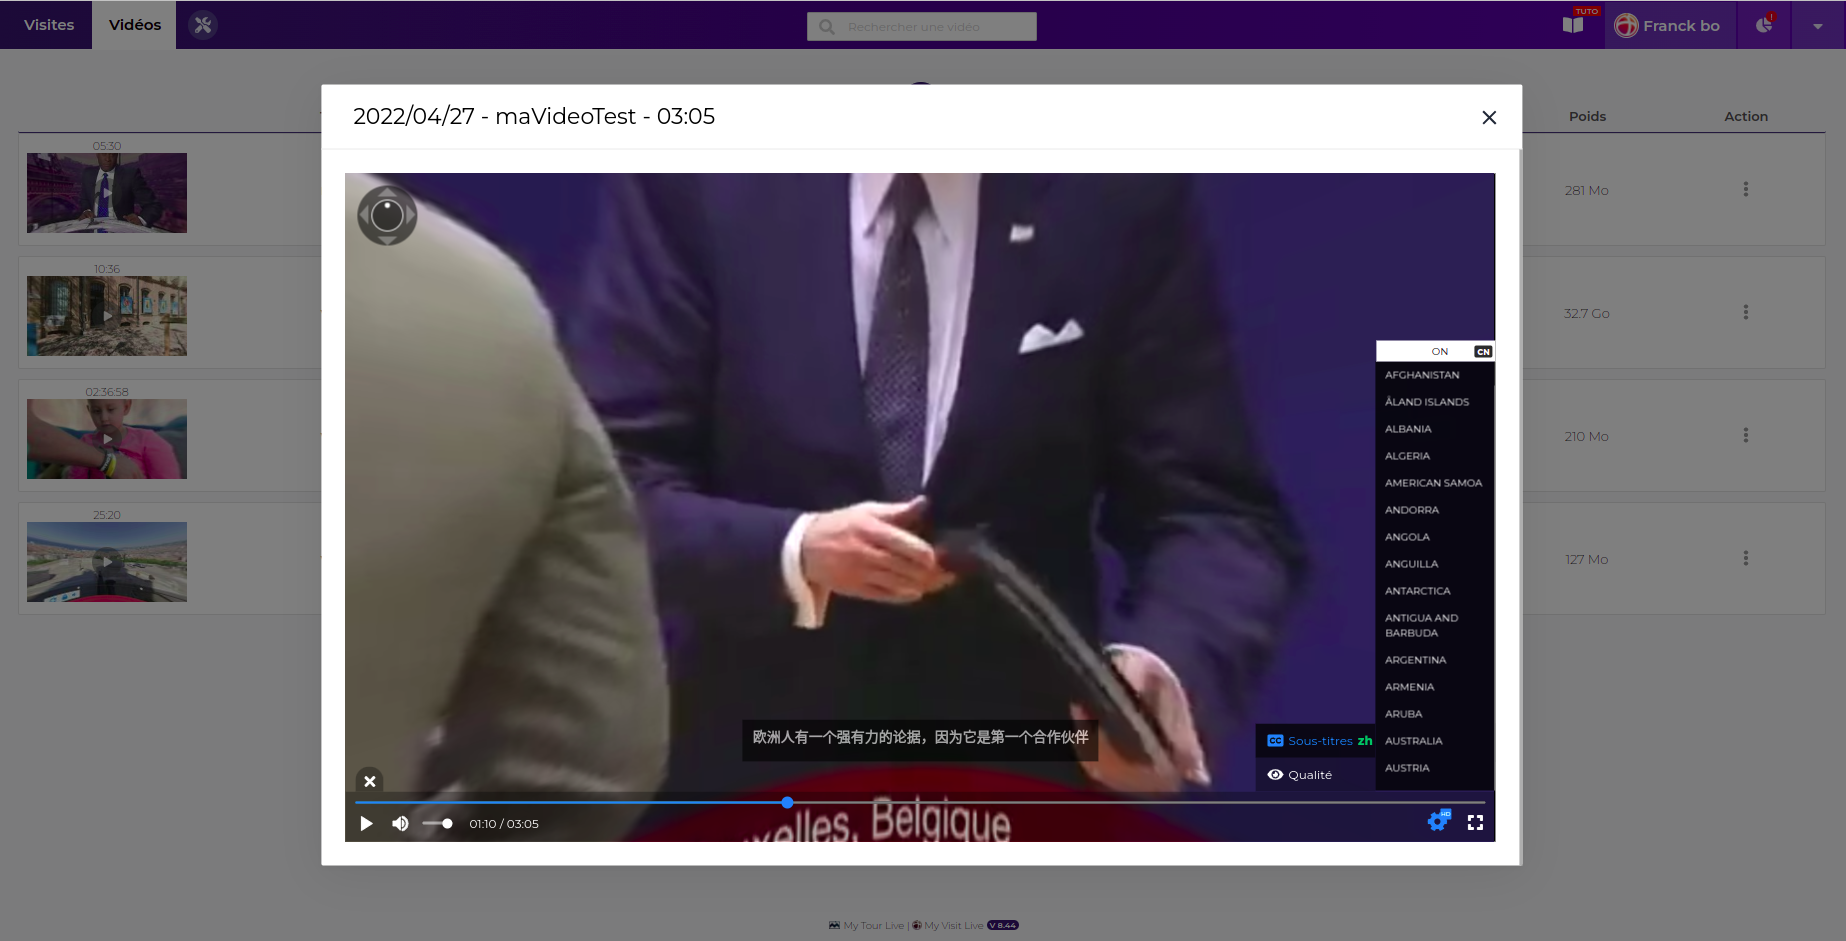 Visites
Vidéos
Rechercher une vidéo
TUTO
Franck bo
2022/04/27 - maVideoTest - 03:05
Poids
Action
05:30
281 Mo
10:36
32.7 Go
02:36:58
210 Mo
25:20
127 Mo
ON CN
AFGHANISTAN
ÅLAND ISLANDS
ALBANIA
ALGERIA
AMERICAN SAMOA
ANDORRA
ANGOLA
ANGUILLA
ANTARCTICA
ANTIGUA AND
BARBUDA
ARGENTINA
ARMENIA
ARUBA
AUSTRALIA
AUSTRIA
欧洲人有一个强有力的论据，因为它是第一个合作伙伴
CC Sous-titres zh
Qualité
xelles, Belgique
01:10 / 03:05
HD
My Tour Live | My Visit Live V 8.44